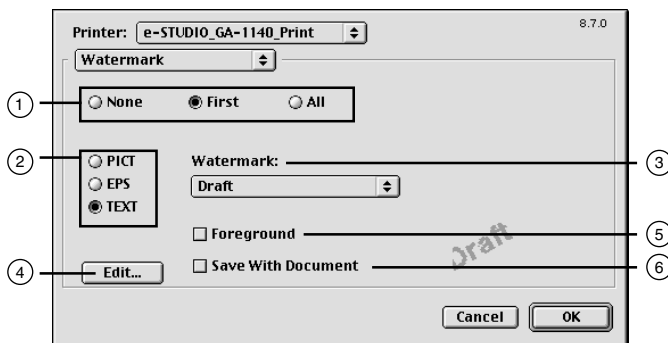 8.7.0
Printer: e-STUDIO_GA-1140_Print
Watermark
1
None First All
2
PICT
EPS
TEXT
Watermark: 3
Draft
Foreground 5
Draft
4 Edit... Save With Document 6
Cancel OK